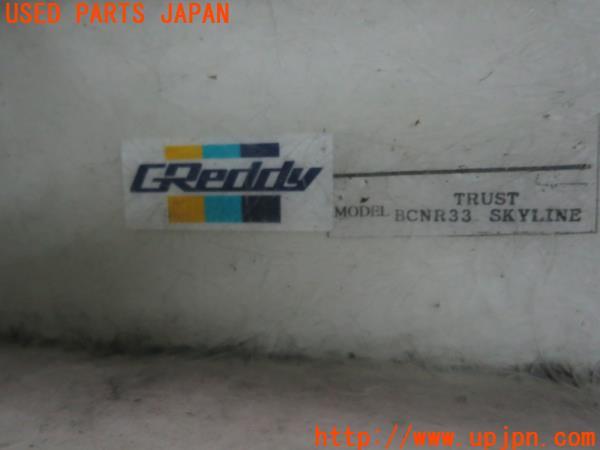 USED PARTS JAPAN
GReddy
TRUST
MODEL BCNR33 SKYLINE
http://www.upjpn.com